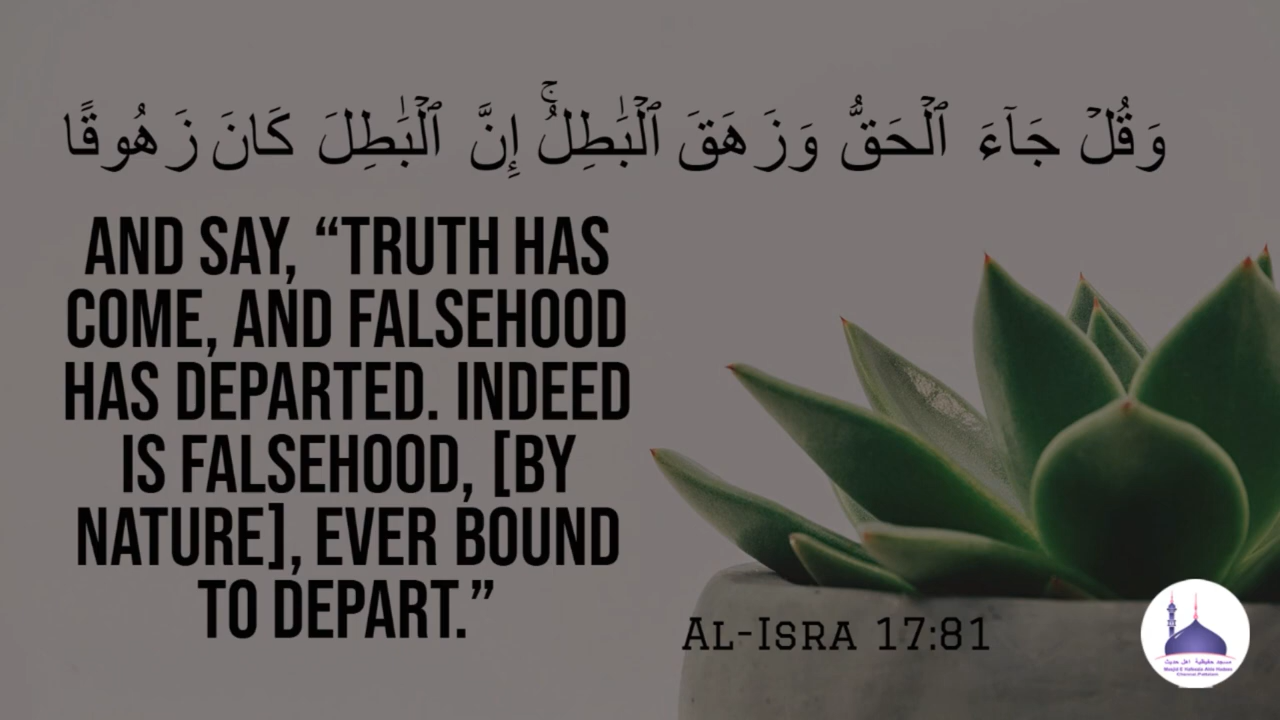 وَقُلۡ جَآءَ ٱلۡحَقُّ وَزَهَقَ ٱلۡبَٰطِلُۚ إِنَّ ٱلۡبَٰطِلَ كَانَ زَهُوقٗا
AND SAY, “TRUTH HAS
COME, AND FALSEHOOD
HAS DEPARTED. INDEED
IS FALSEHOOD, [BY
NATURE], EVER BOUND
TO DEPART.”
AL-ISRA 17:81